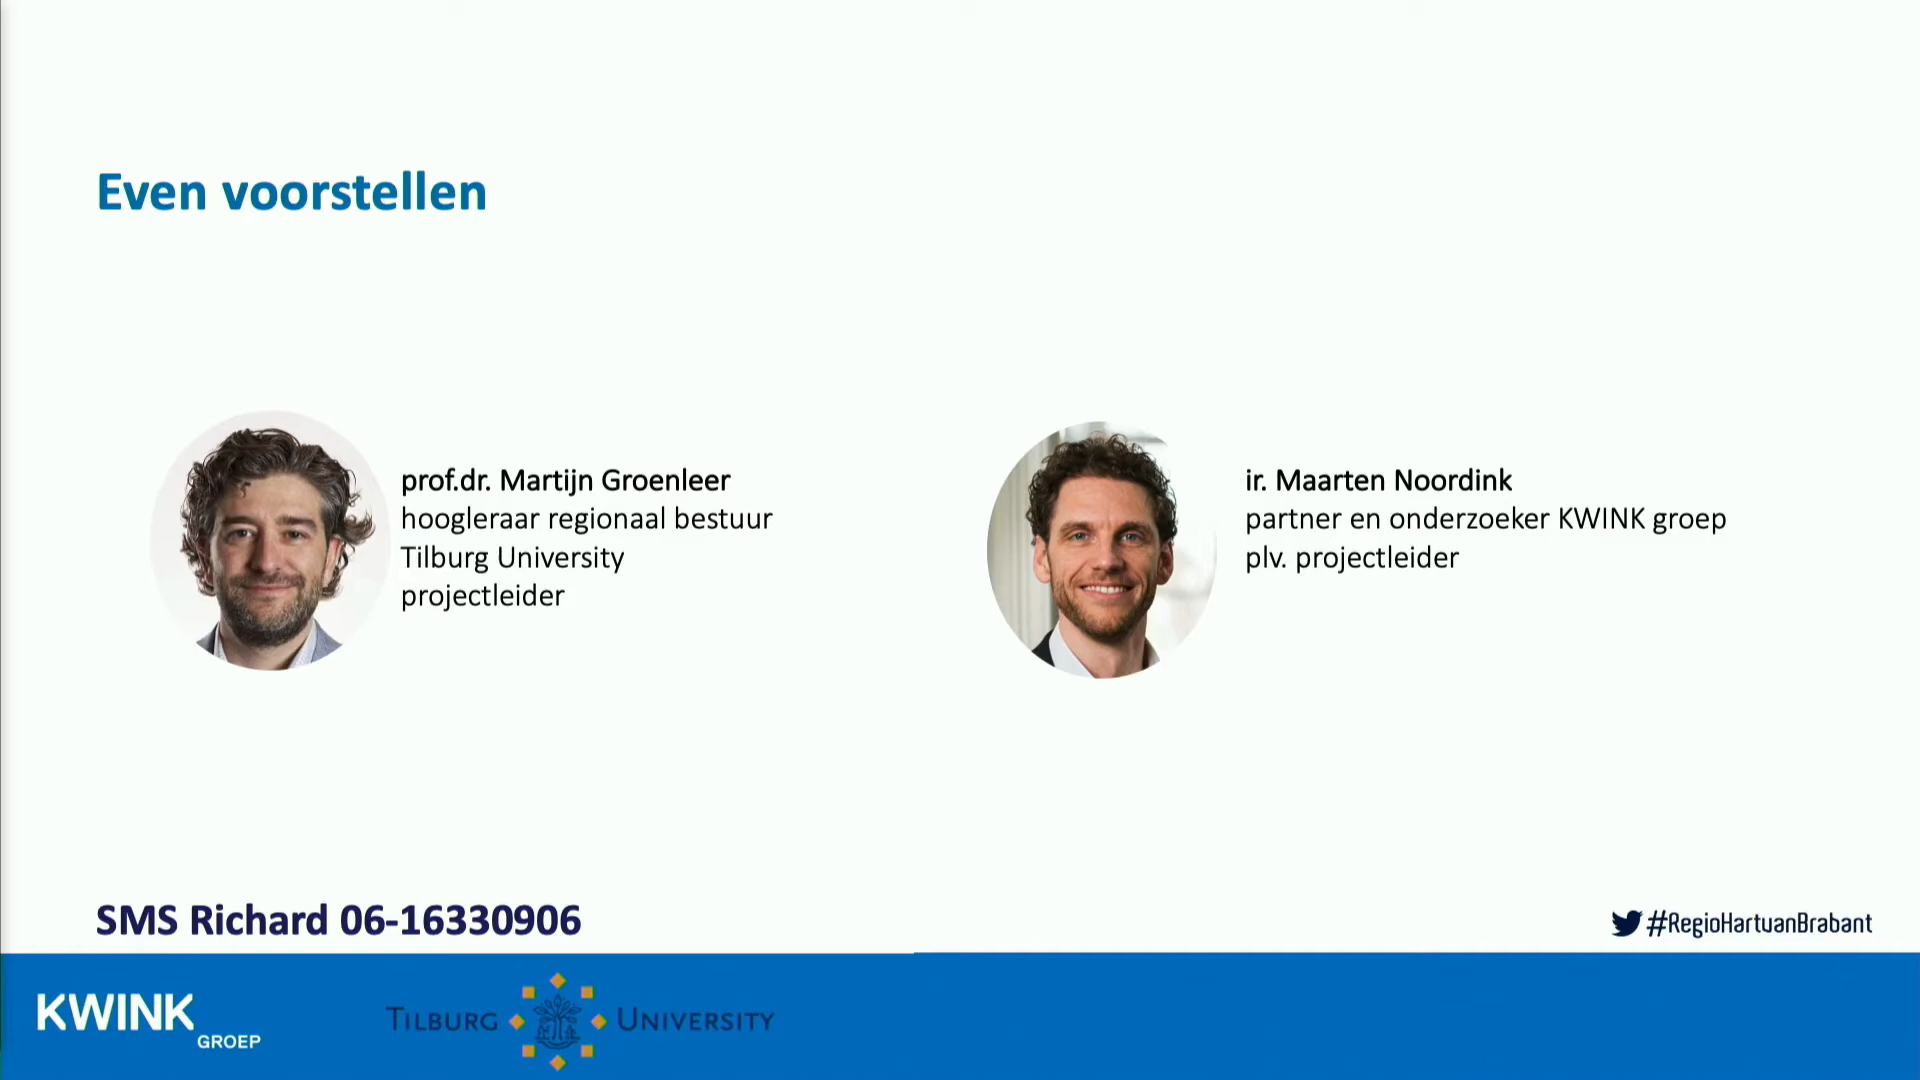 Even voorstellen
prof.dr. Martijn Groenleer
hoogleraar regionaal bestuur
Tilburg University
projectleider
ir. Maarten Noordink
partner en onderzoeker KWINK groep
plv. projectleider
SMS Richard 06-16330906
#RegioHartvanBrabant
KWINK
GROEP
TILBURG UNIVERSITY